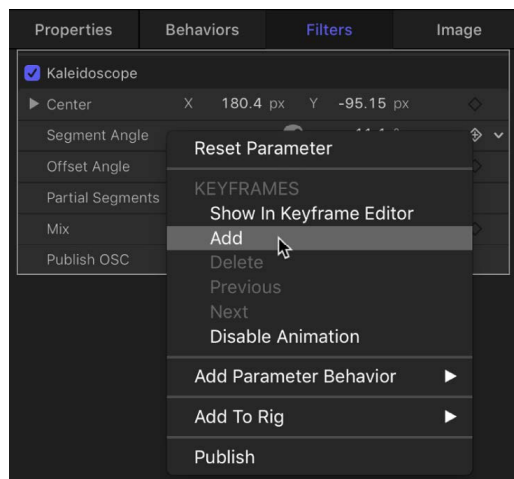 Properties Behaviors Filters Image
Kaleidoscope
Center X 180.4 px Y -95.15 px
Segment Angle
Offset Angle
Partial Segments
Mix
Publish OSC
Reset Parameter
KEYFRAMES
Show In Keyframe Editor
Add
Delete
Previous
Next
Disable Animation
Add Parameter Behavior
Add To Rig
Publish